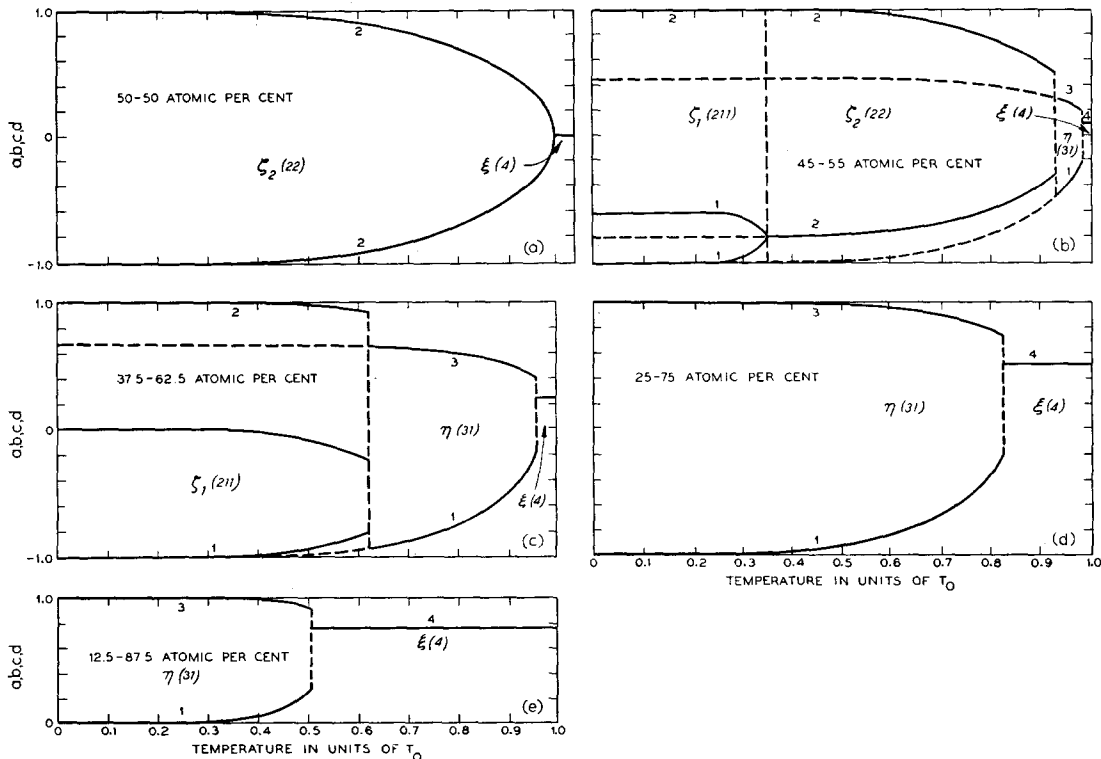 1.0
0
-1.0
a,b,c,d
50-50 ATOMIC PER CENT
ζ₂ (22)
ξ(4)
2
2
(a)
2
2
3
4
ζ₁ (211)
ζ₂ (22)
ξ(4)
η
(31)
45-55 ATOMIC PER CENT
1
1
2
1
(b)
1.0
0
-1.0
a,b,c,d
2
3
37.5-62.5 ATOMIC PER CENT
η (31)
ζ₁ (211)
ξ(4)
1
1
(c)
3
4
25-75 ATOMIC PER CENT
η (31)
ξ(4)
1
(d)
0 0.1 0.2 0.3 0.4 0.5 0.6 0.7 0.8 0.9 1.0
TEMPERATURE IN UNITS OF T₀
1.0
0
a,b,c,d
3
4
ξ(4)
12.5-87.5 ATOMIC PER CENT
η (31)
1
(e)
0 0.1 0.2 0.3 0.4 0.5 0.6 0.7 0.8 0.9 1.0
TEMPERATURE IN UNITS OF T₀